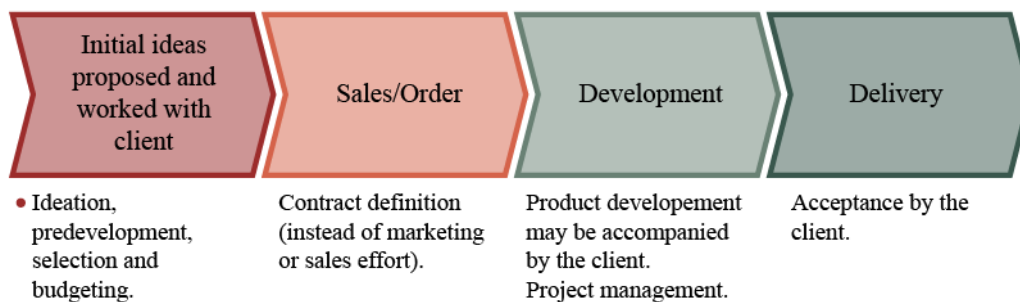 Initial ideas
proposed and
worked with
client
Sales/Order
Development
Delivery
• Ideation,
predevelopment,
selection and
budgeting.
Contract definition
(instead of marketing
or sales effort).
Product developement
may be accompanied
by the client.
Project management.
Acceptance by the
client.